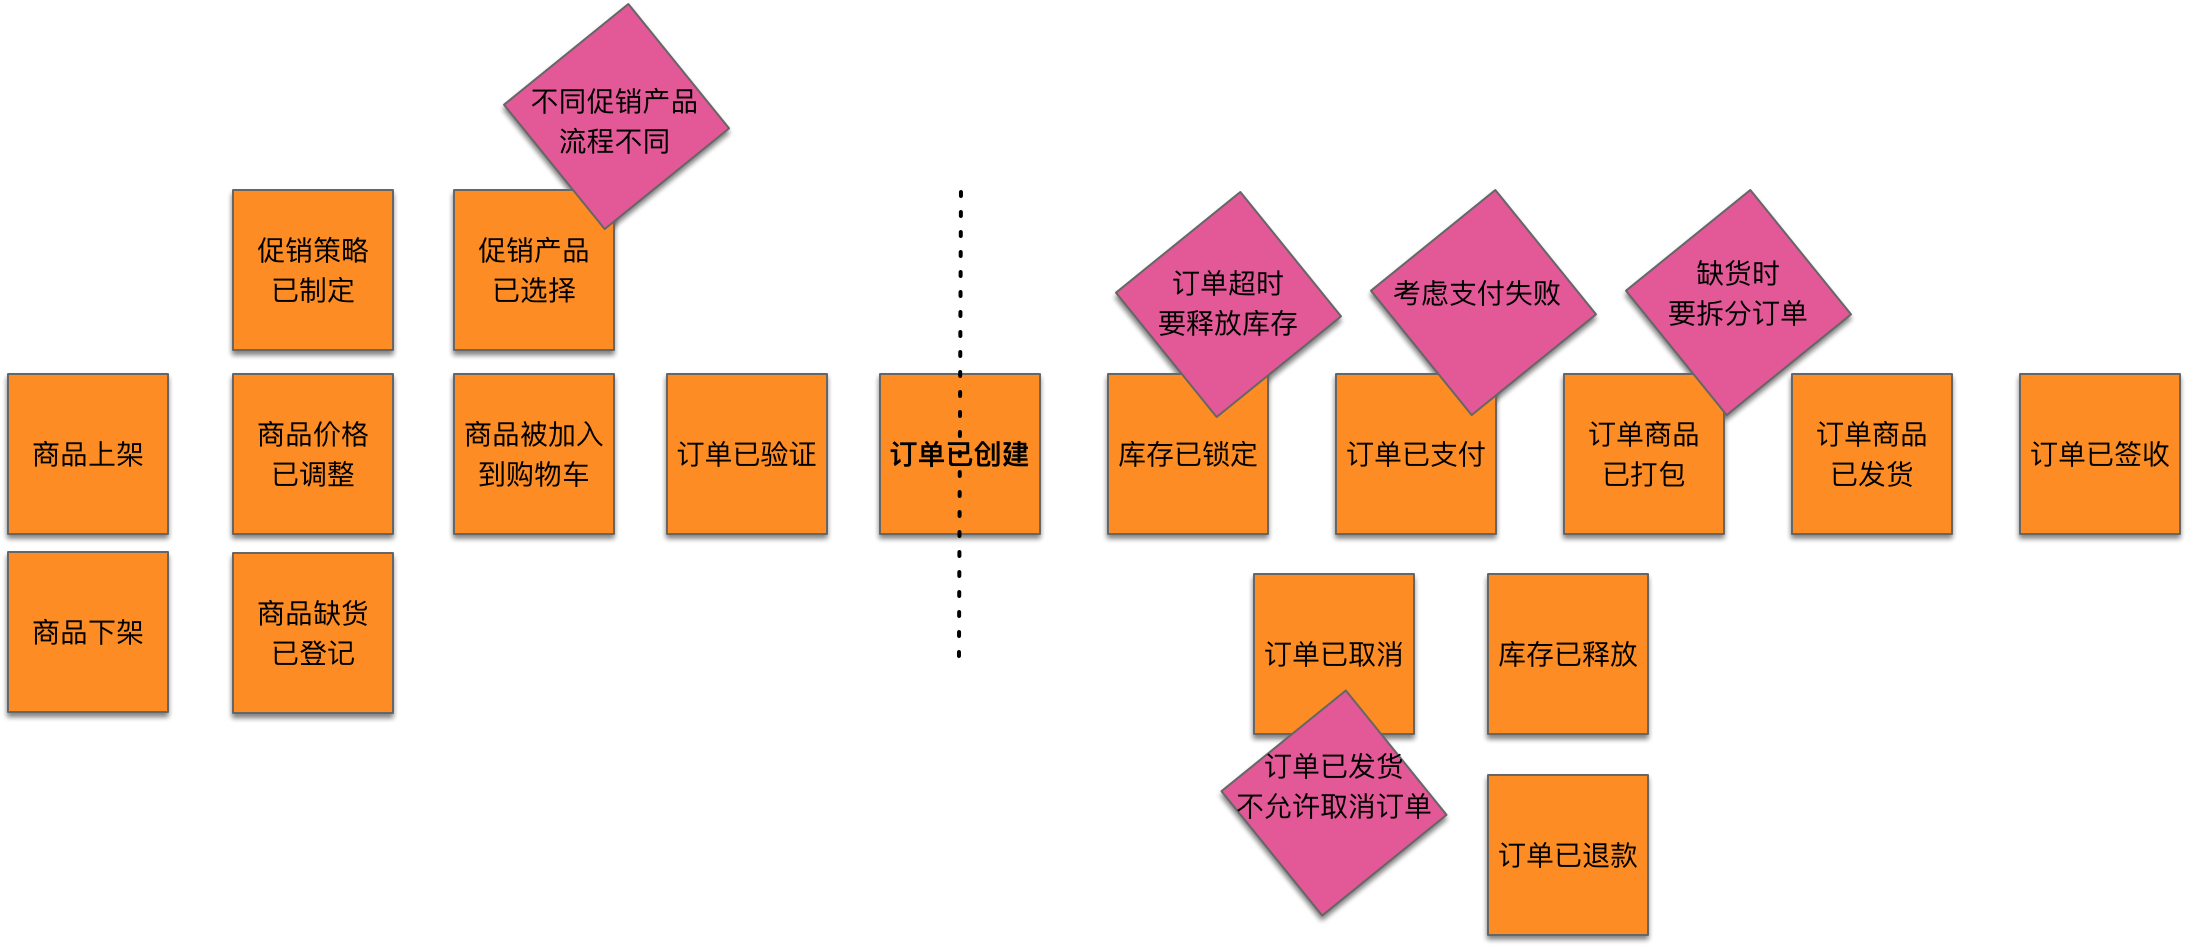 不同促销产品
流程不同
促销策略
已制定
促销产品
已选择
订单超时
要释放库存
考虑支付失败
缺货时
要拆分订单
商品上架
商品价格
已调整
商品被加入
到购物车
订单已验证
订单已创建
库存已锁定
订单已支付
订单商品
已打包
订单商品
已发货
订单已签收
商品下架
商品缺货
已登记
订单已取消
库存已释放
订单已发货
不允许取消订单
订单已退款